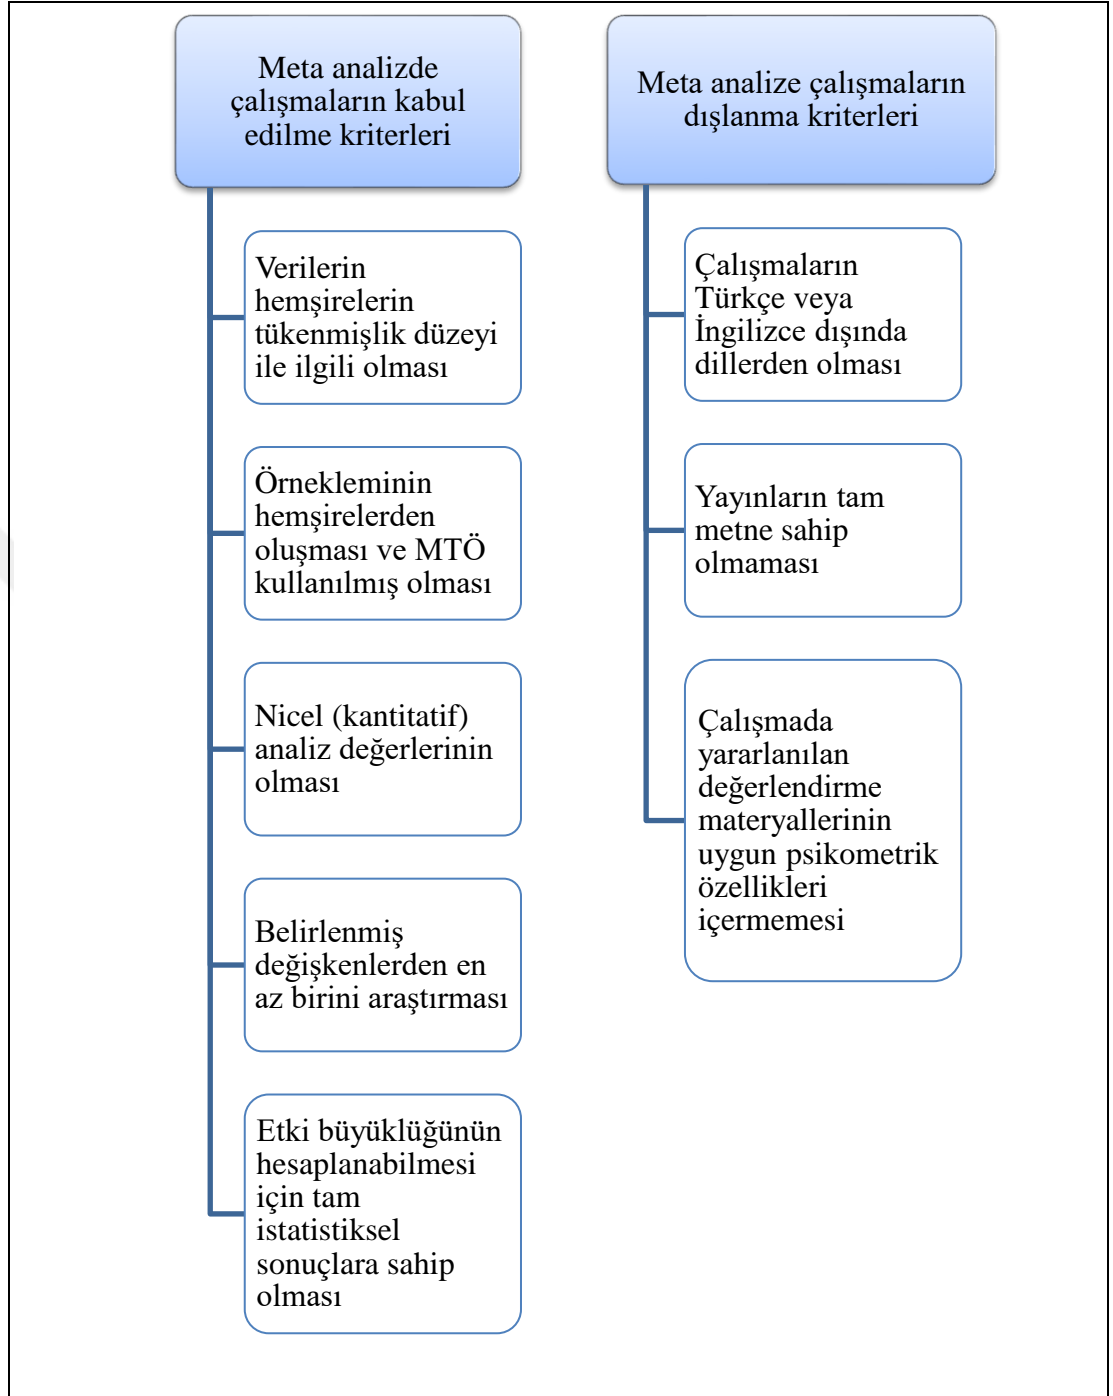 Meta analizde
çalışmaların kabul
edilme kriterleri
Verilerin
hemşirelerin
tükenmişlik düzeyi
ile ilgili olması
Örnekleminin
hemşirelerden
oluşması ve MTÖ
kullanılmış olması
Nicel (kantitatif)
analiz değerlerinin
olması
Belirlenmiş
değişkenlerden en
az birini araştırması
Etki büyüklüğünün
hesaplanabilmesi
için tam
istatistiksel
sonuçlara sahip
olması
Meta analize çalışmaların
dışlanma kriterleri
Çalışmaların
Türkçe veya
İngilizce dışında
dillerden olması
Yayınların tam
metne sahip
olmaması
Çalışmada
yararlanılan
değerlendirme
materyallerinin
uygun psikometrik
özellikleri
içermemesi